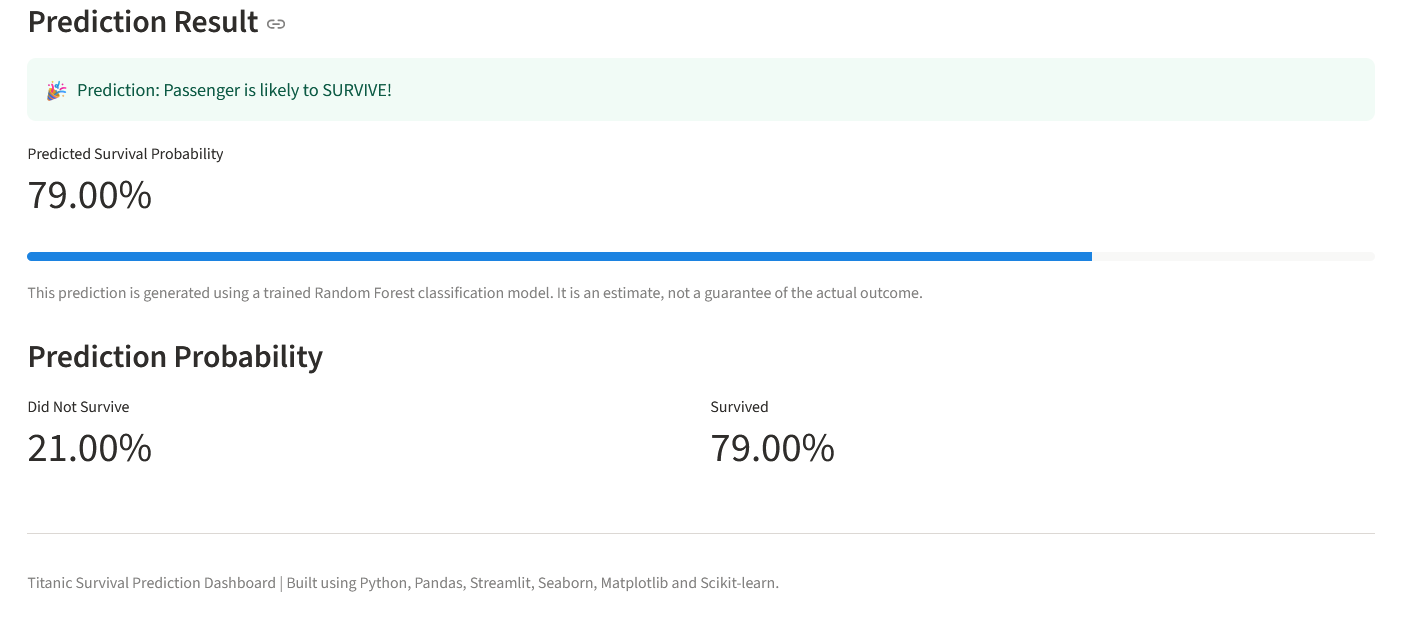 Prediction Result
🎉 Prediction: Passenger is likely to SURVIVE!
Predicted Survival Probability
79.00%
This prediction is generated using a trained Random Forest classification model. It is an estimate, not a guarantee of the actual outcome.
Prediction Probability
Did Not Survive
Survived
21.00%
79.00%
Titanic Survival Prediction Dashboard | Built using Python, Pandas, Streamlit, Seaborn, Matplotlib and Scikit-learn.